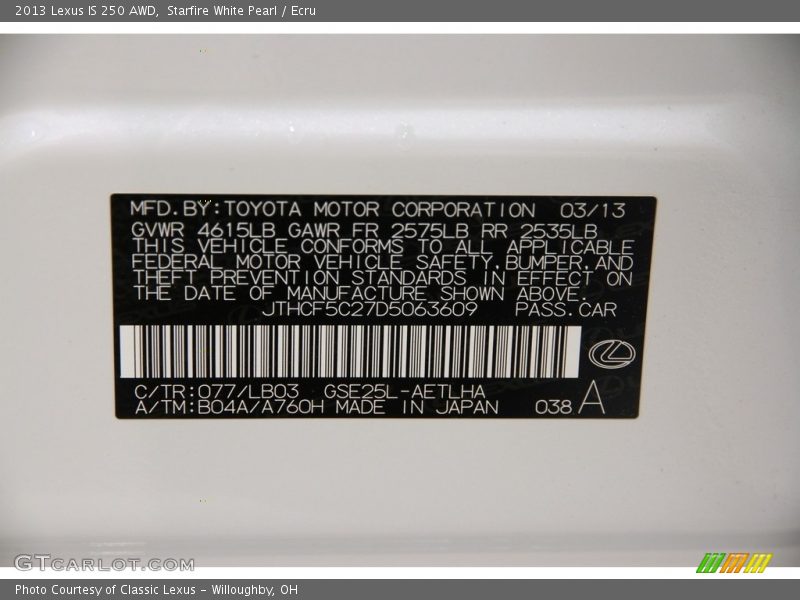 2013 Lexus IS 250 AWD, Starfire White Pearl / Ecru
MFD.BY:TOYOTA MOTOR CORPORATION 03/13
GVWR 4615LB GAWR FR 2575LB RR 2535LB
THIS VEHICLE CONFORMS TO ALL APPLICABLE
FEDERAL MOTOR VEHICLE SAFETY,BUMPER,AND
THEFT PREVENTION STANDARDS IN EFFECT ON
THE DATE OF MANUFACTURE SHOWN ABOVE.
JTHCF5C27D5063609 PASS.CAR
C/TR:077/LB03 GSE25L-AETLHA
A/TM:B04A/A760H MADE IN JAPAN 038 A
GTCARLOT.COM
Photo Courtesy of Classic Lexus - Willoughby, OH